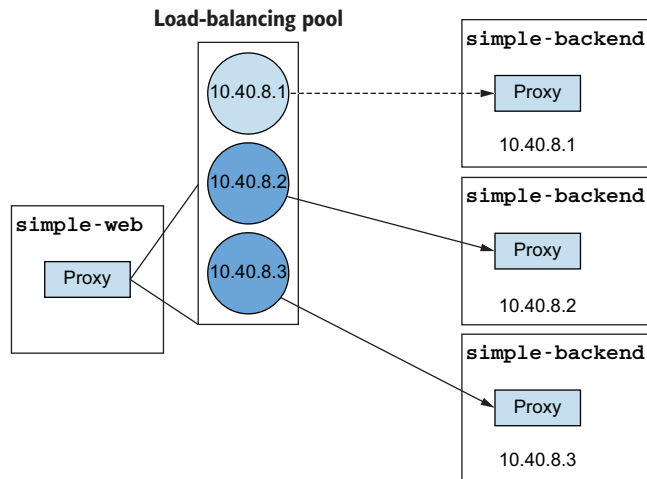 Load-balancing pool
10.40.8.1
10.40.8.2
10.40.8.3
simple-web
Proxy
simple-backend
Proxy
10.40.8.1
simple-backend
Proxy
10.40.8.2
simple-backend
Proxy
10.40.8.3